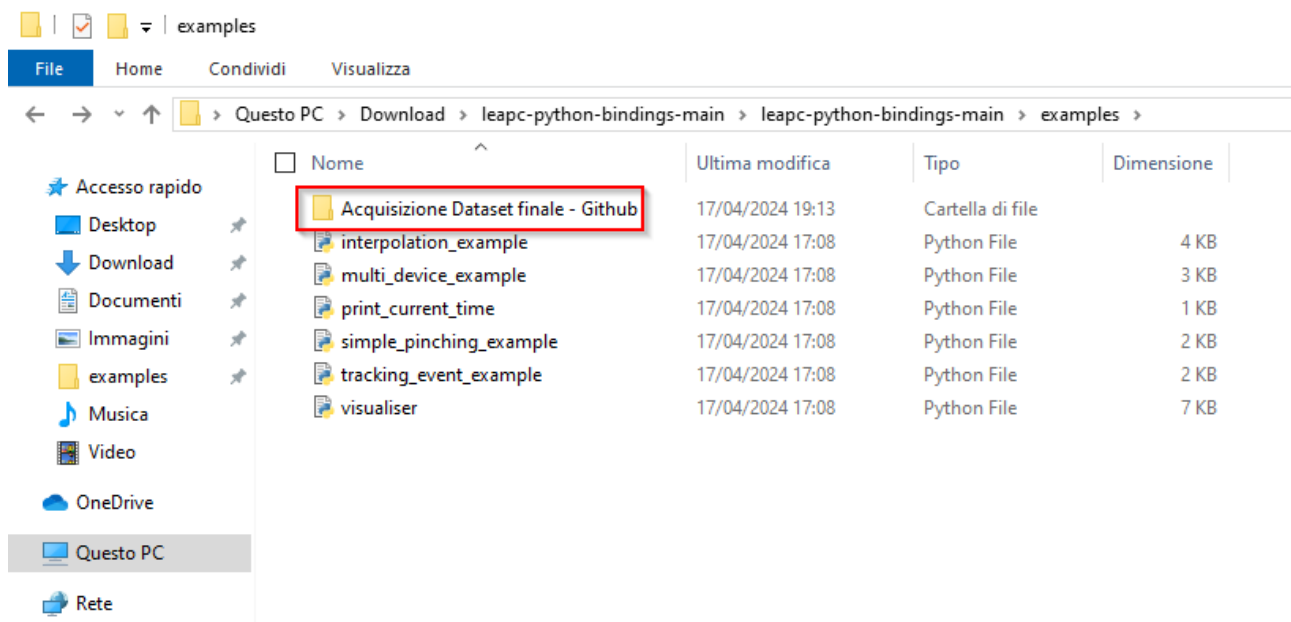 examples
File Home Condividi Visualizza
Questo PC > Download > leapc-python-bindings-main > leapc-python-bindings-main > examples >
Nome Ultima modifica Tipo Dimensione
Accesso rapido
Desktop
Download
Documenti
Immagini
examples
Musica
Video
OneDrive
Questo PC
Rete
Acquisizione Dataset finale - Github 17/04/2024 19:13 Cartella di file
interpolation_example 17/04/2024 17:08 Python File 4 KB
multi_device_example 17/04/2024 17:08 Python File 3 KB
print_current_time 17/04/2024 17:08 Python File 1 KB
simple_pinching_example 17/04/2024 17:08 Python File 2 KB
tracking_event_example 17/04/2024 17:08 Python File 2 KB
visualiser 17/04/2024 17:08 Python File 7 KB